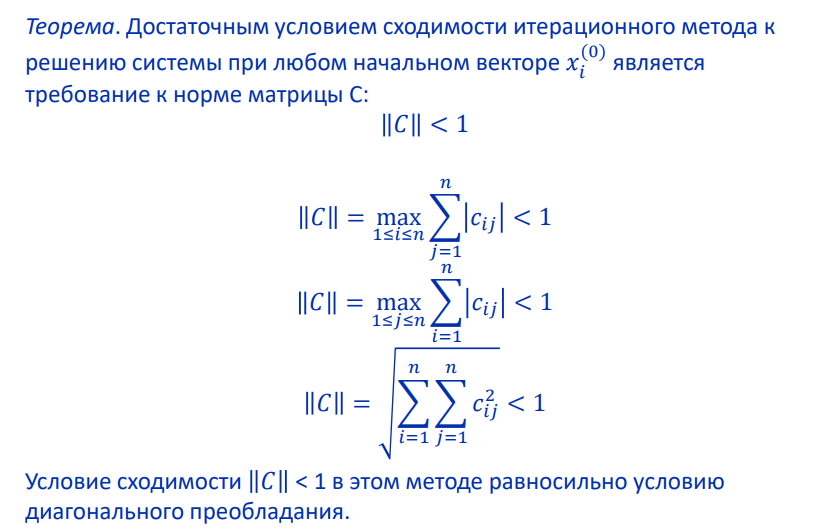 Теорема. Достаточным условием сходимости итерационного метода к
решению системы при любом начальном векторе $x_i^{(0)}$ является
требование к норме матрицы С:
$\|C\| < 1$
$\|C\| = \max_{1 \le i \le n} \sum_{j=1}^{n} |c_{ij}| < 1$
$\|C\| = \max_{1 \le j \le n} \sum_{i=1}^{n} |c_{ij}| < 1$
$\|C\| = \sqrt{\sum_{i=1}^{n} \sum_{j=1}^{n} c_{ij}^2} < 1$
Условие сходимости $\|C\|$ < 1 в этом методе равносильно условию
диагонального преобладания.